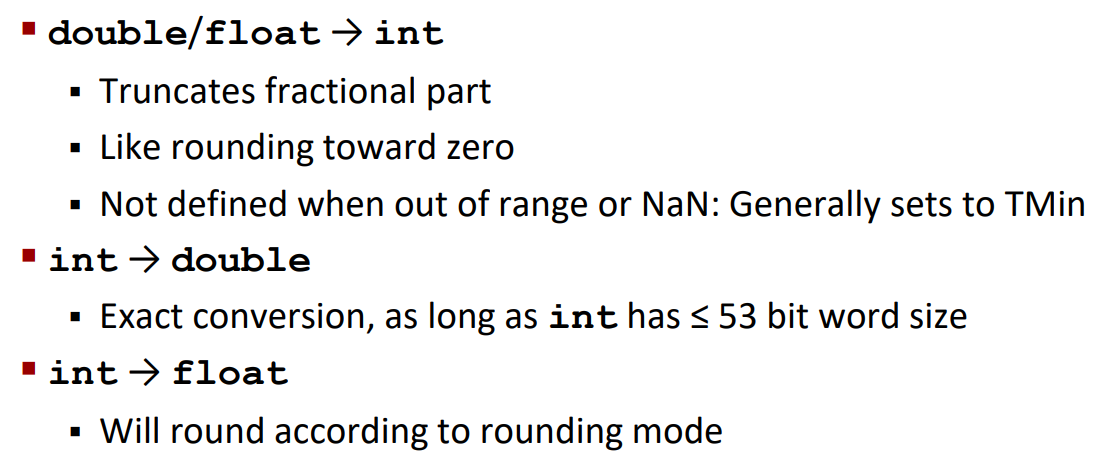 ▪ double/float → int
▪ Truncates fractional part
▪ Like rounding toward zero
▪ Not defined when out of range or NaN: Generally sets to TMin
▪ int → double
▪ Exact conversion, as long as int has ≤ 53 bit word size
▪ int → float
▪ Will round according to rounding mode